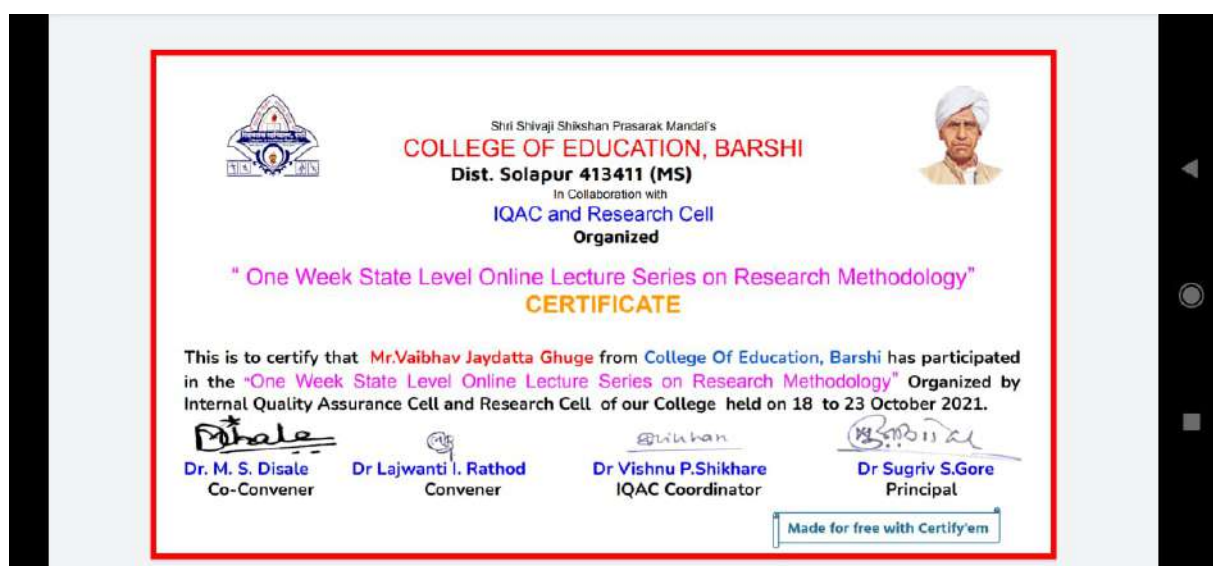 Shri Shivaji Shikshan Prasarak Mandal's
COLLEGE OF EDUCATION, BARSHI
Dist. Solapur 413411 (MS)
In Collaboration with
IQAC and Research Cell
Organized
" One Week State Level Online Lecture Series on Research Methodology"
CERTIFICATE
This is to certify that Mr.Vaibhav Jaydatta Ghuge from College Of Education, Barshi has participated
in the "One Week State Level Online Lecture Series on Research Methodology" Organized by
Internal Quality Assurance Cell and Research Cell of our College held on 18 to 23 October 2021.
Dr. M. S. Disale Dr Lajwanti I. Rathod Dr Vishnu P.Shikhare Dr Sugriv S.Gore
Co-Convener Convener IQAC Coordinator Principal
Made for free with Certify'em